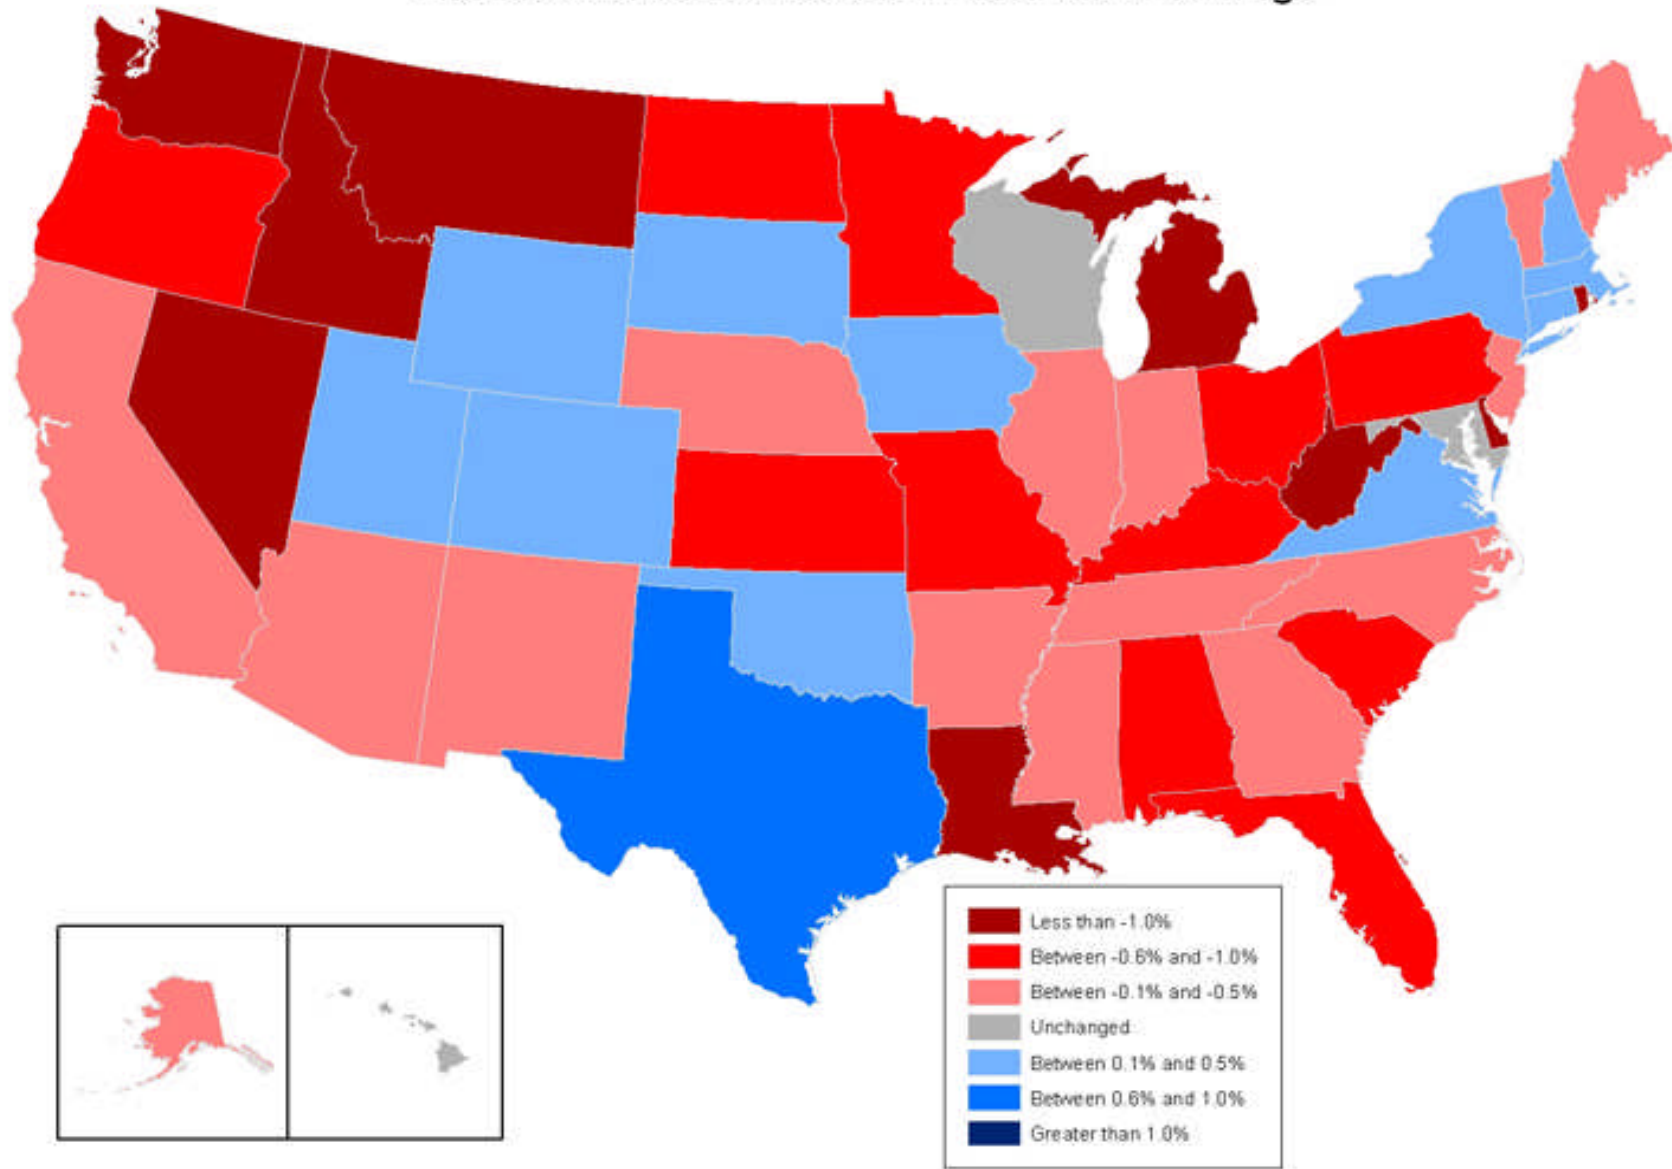 Less than -1.0%
Between -0.6% and -1.0%
Between -0.1% and -0.5%
Unchanged
Between 0.1% and 0.5%
Between 0.6% and 1.0%
Greater than 1.0%